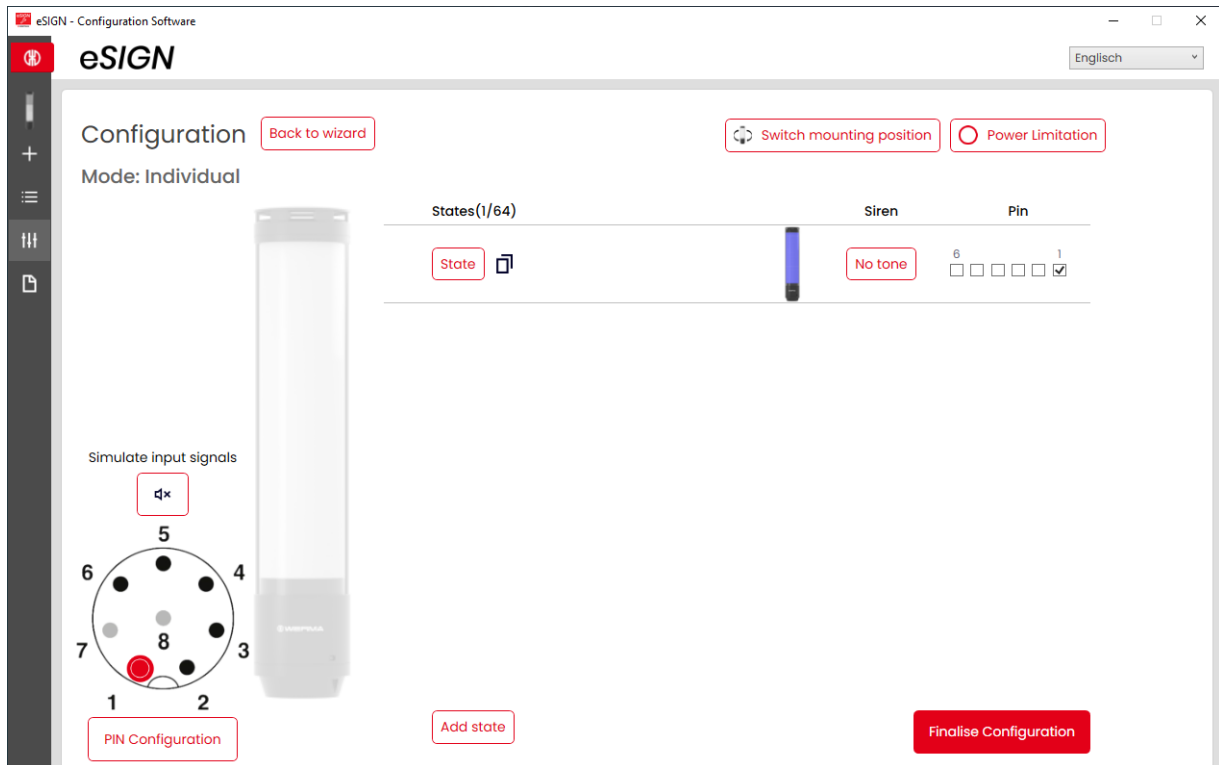 eSIGN - Configuration Software
eSIGN
Englisch
Configuration
Back to wizard
Switch mounting position
Power Limitation
Mode: Individual
States(1/64)
Siren
Pin
State
No tone
6
1
Simulate input signals
5
6
4
7
8
3
1
2
WERMA
PIN Configuration
Add state
Finalise Configuration